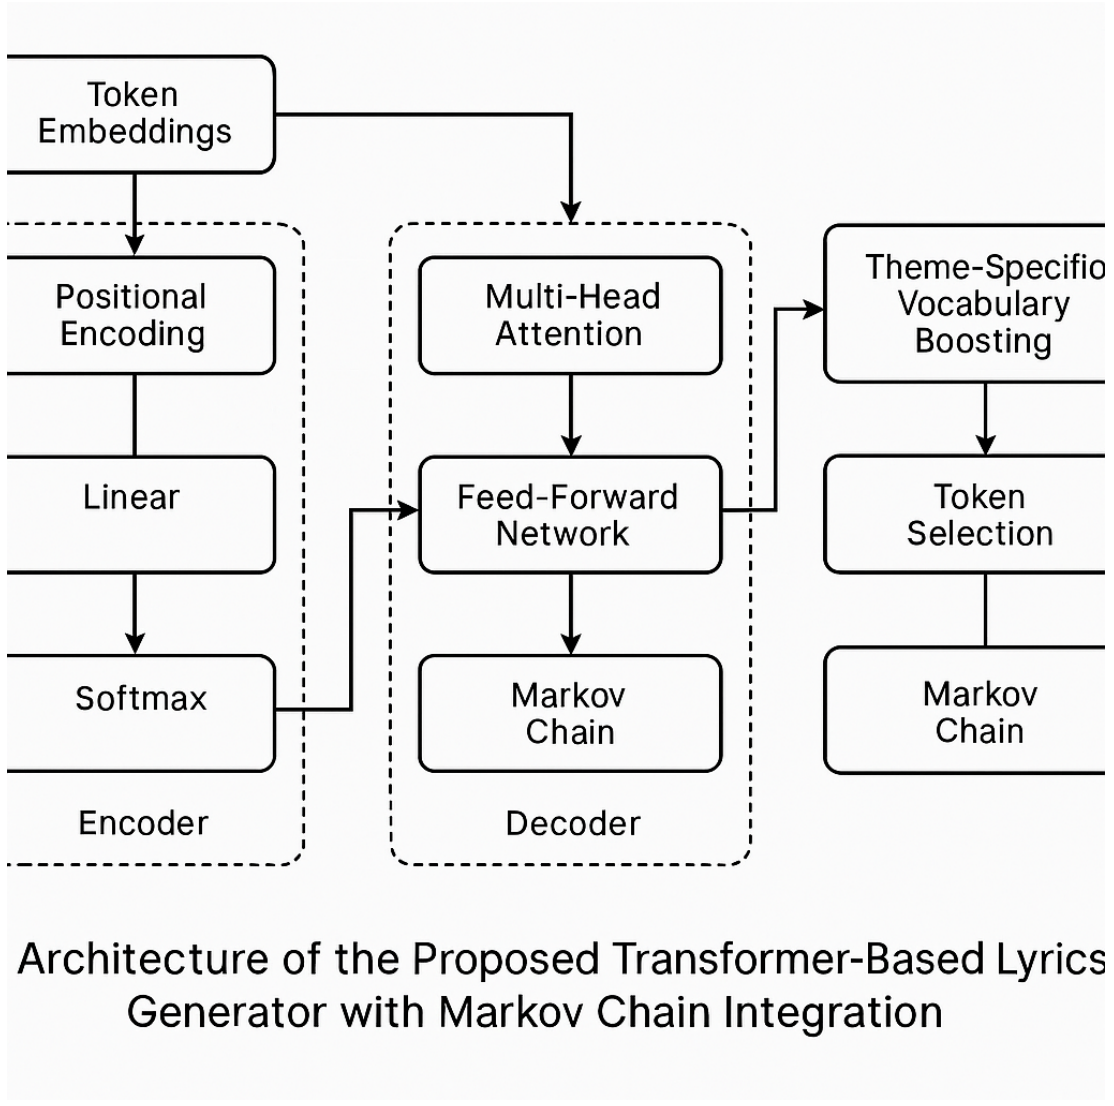 Token
Embeddings
Positional
Encoding
Linear
Softmax
Encoder
Multi-Head
Attention
Feed-Forward
Network
Markov
Chain
Decoder
Theme-Specific
Vocabulary
Boosting
Token
Selection
Markov
Chain
Architecture of the Proposed Transformer-Based Lyrics
Generator with Markov Chain Integration